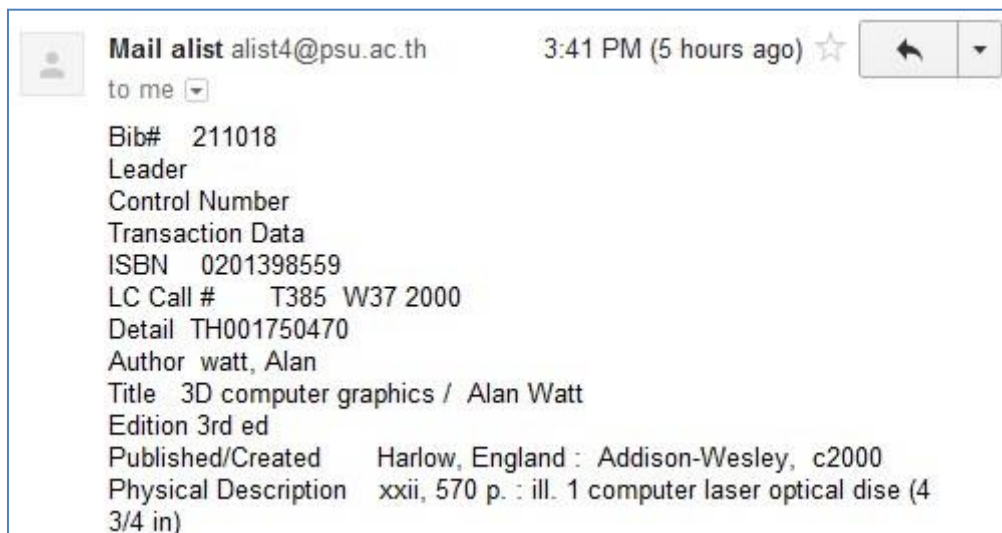 Mail alist alist4@psu.ac.th 3:41 PM (5 hours ago)
to me
Bib# 211018
Leader
Control Number
Transaction Data
ISBN 0201398559
LC Call # T385 W37 2000
Detail TH001750470
Author watt, Alan
Title 3D computer graphics / Alan Watt
Edition 3rd ed
Published/Created Harlow, England : Addison-Wesley, c2000
Physical Description xxii, 570 p. : ill. 1 computer laser optical dise (4
3/4 in)